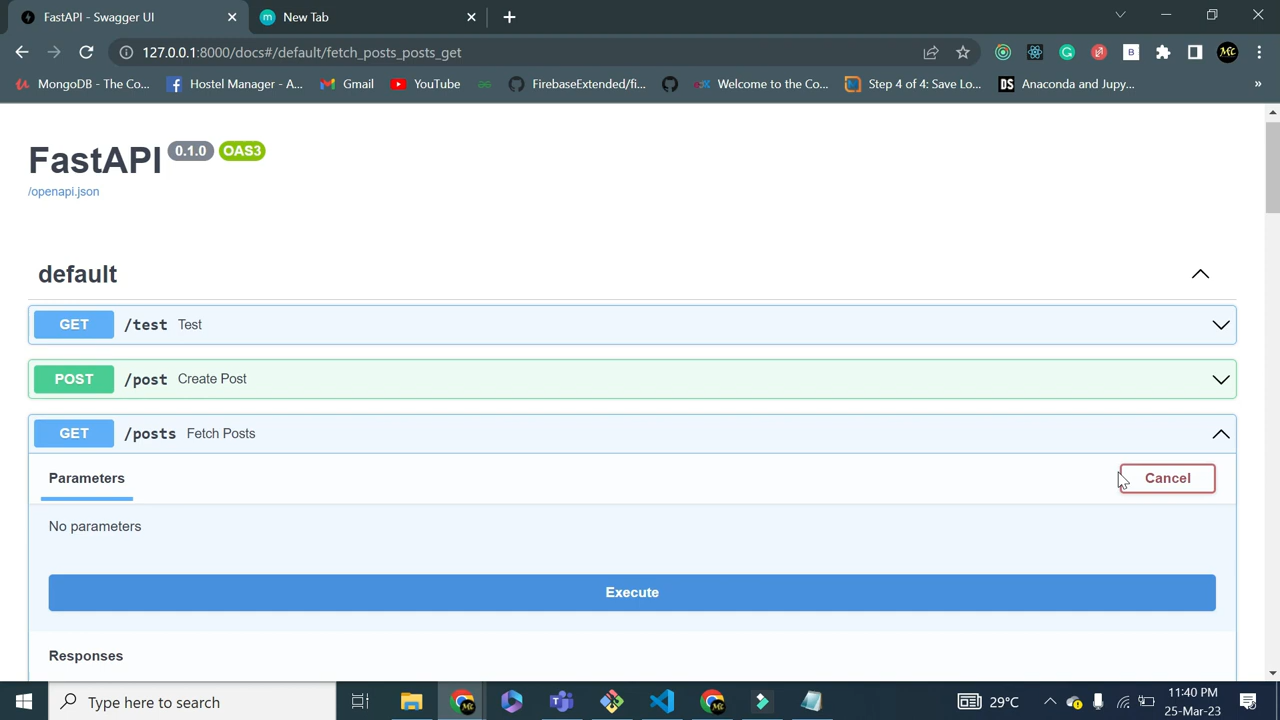 FastAPI - Swagger UI
New Tab
127.0.0.1:8000/docs#/default/fetch_posts_posts_get
MongoDB - The Co...
Hostel Manager - A...
Gmail
YouTube
FirebaseExtended/fi...
Welcome to the Co...
Step 4 of 4: Save Lo...
DS Anaconda and Jupy...
»
FastAPI 0.1.0 OAS3
/openapi.json
default
GET /test Test
POST /post Create Post
GET /posts Fetch Posts
Parameters
Cancel
No parameters
Execute
Responses
Type here to search
29°C
11:40 PM
25-Mar-23